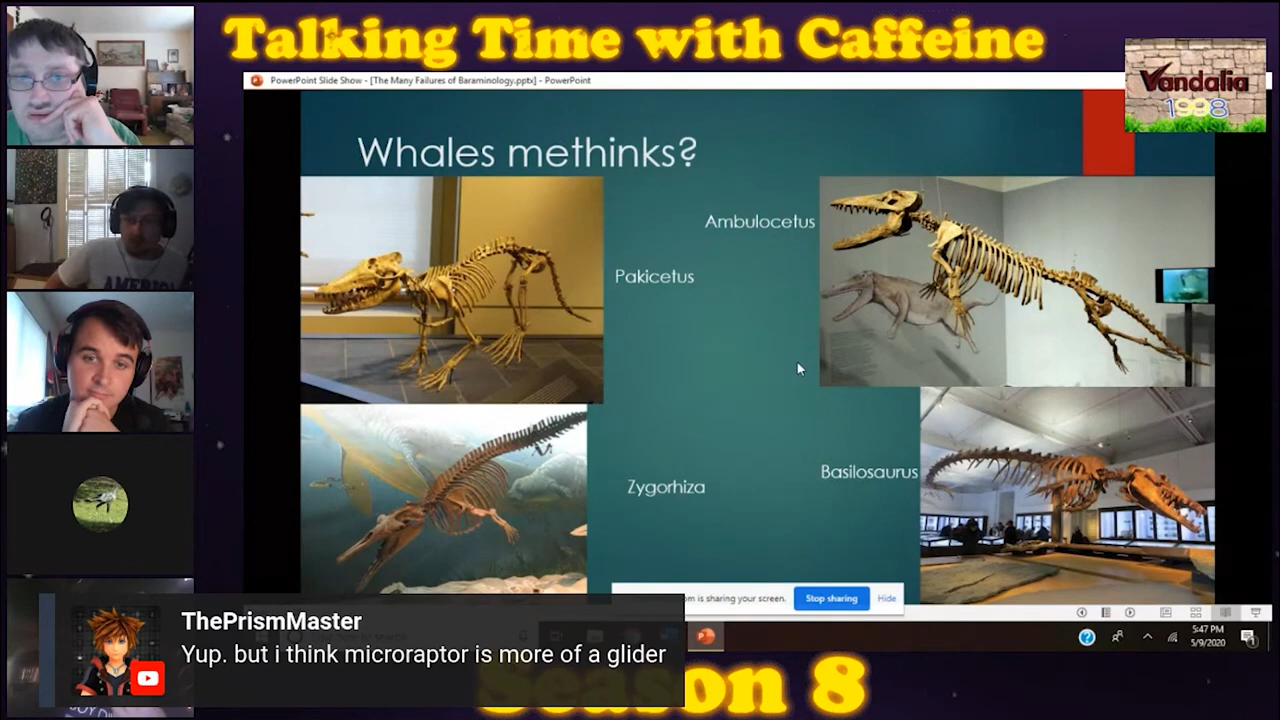 Talking Time with Caffeine
PowerPoint Slide Show - [The Many Failures of Baraminology.pptx] - PowerPoint
Vandalia
1998
Whales methinks?
Ambulocetus
Pakicetus
Basilosaurus
Zygorhiza
AMERICA
is sharing your screen.
Stop sharing
Hide
ThePrismMaster
Yup. but i think microraptor is more of a glider
5:47 PM
5/9/2020
Season 8